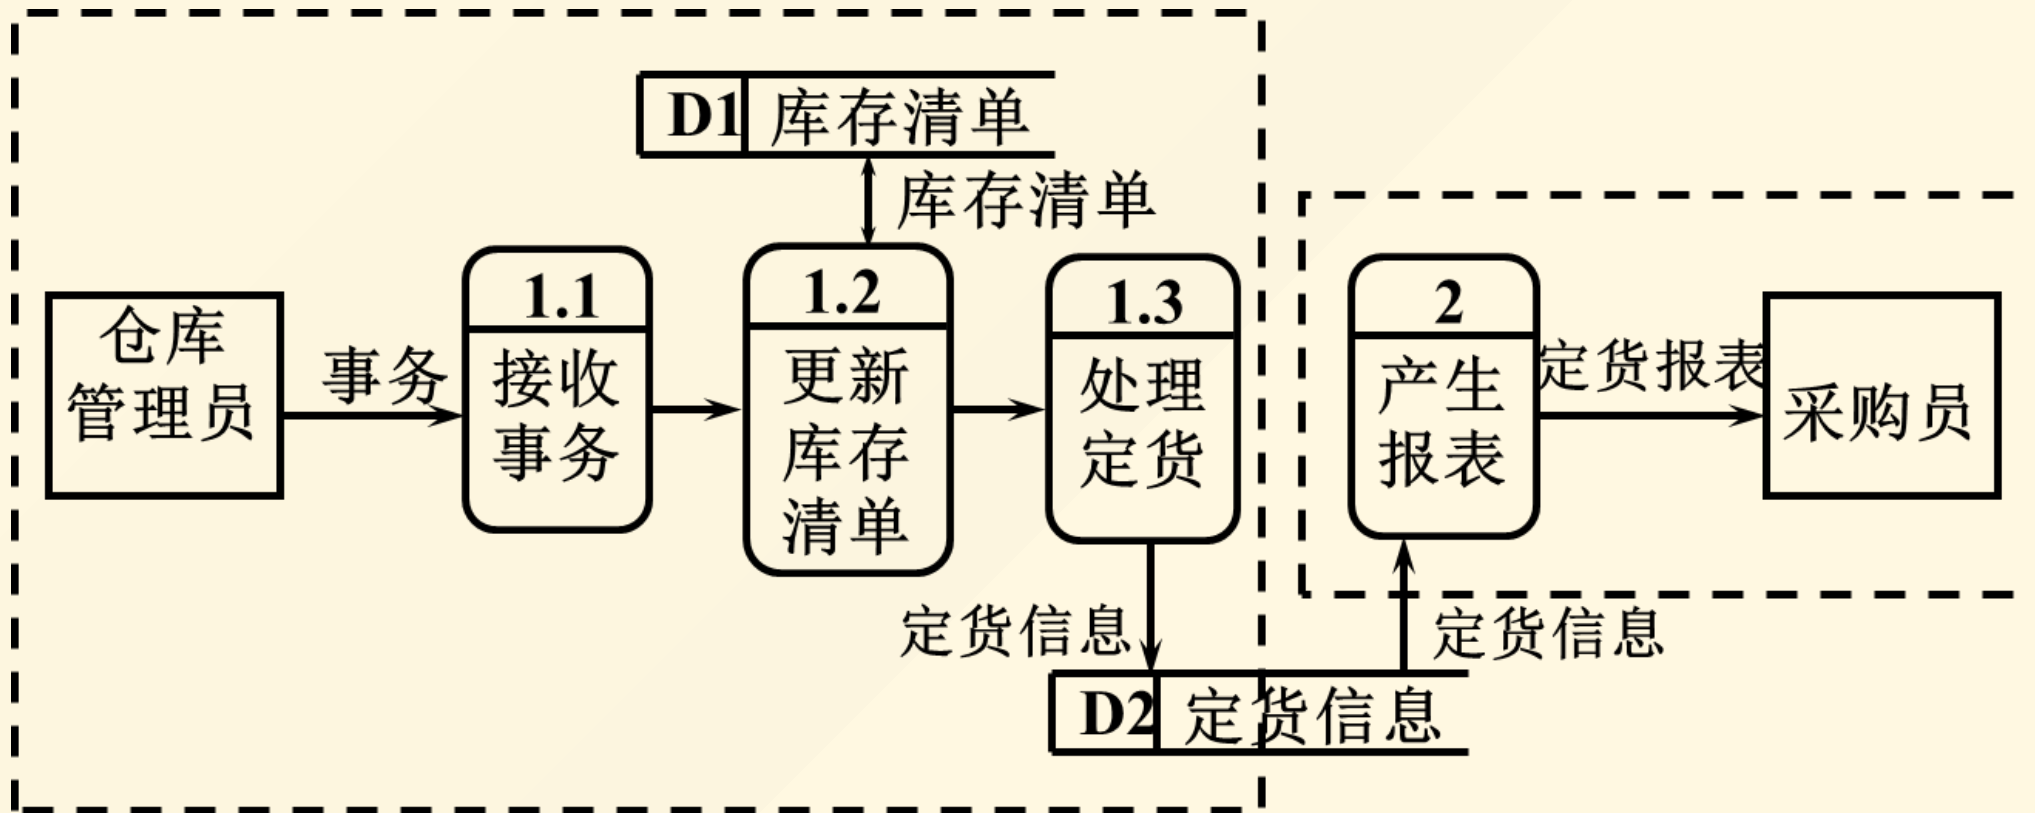 D1 库存清单
库存清单
仓库
管理员
事务
1.1
接收
事务
1.2
更新
库存
清单
1.3
处理
定货
2
产生
报表
定货报表
采购员
定货信息
定货信息
D2 定货信息